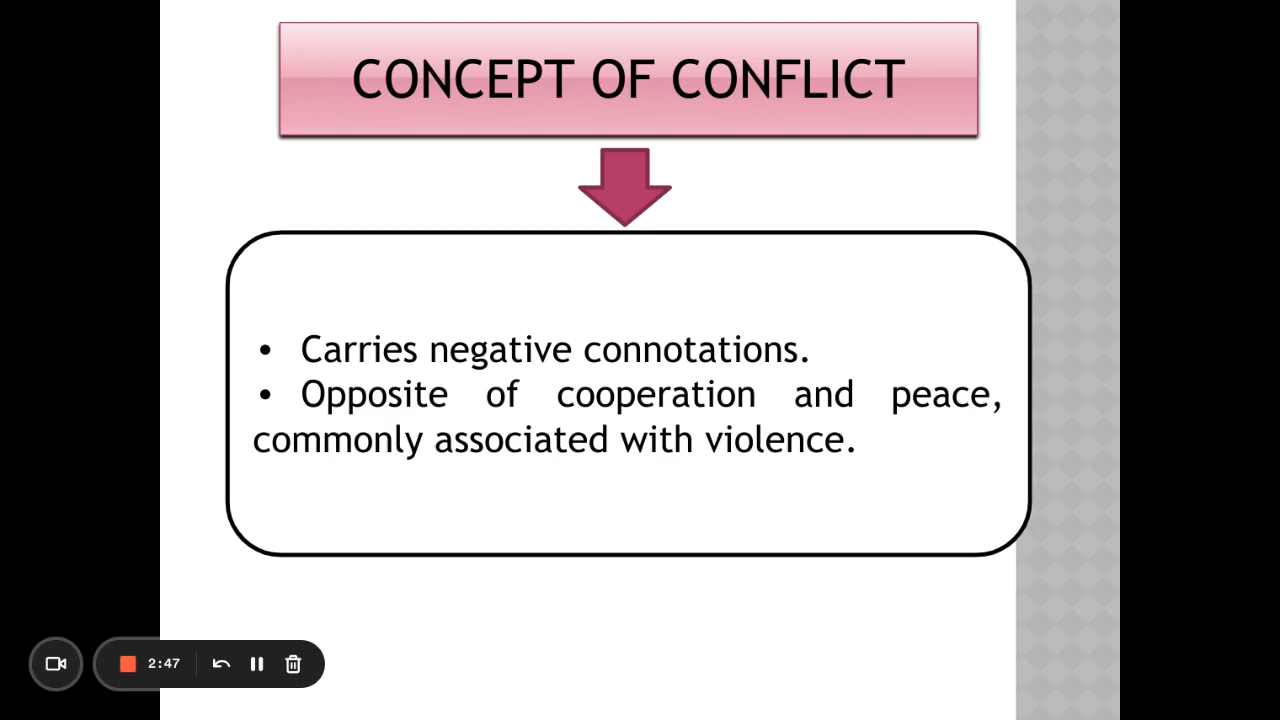 CONCEPT OF CONFLICT
• Carries negative connotations.
• Opposite of cooperation and peace,
commonly associated with violence.
2:47